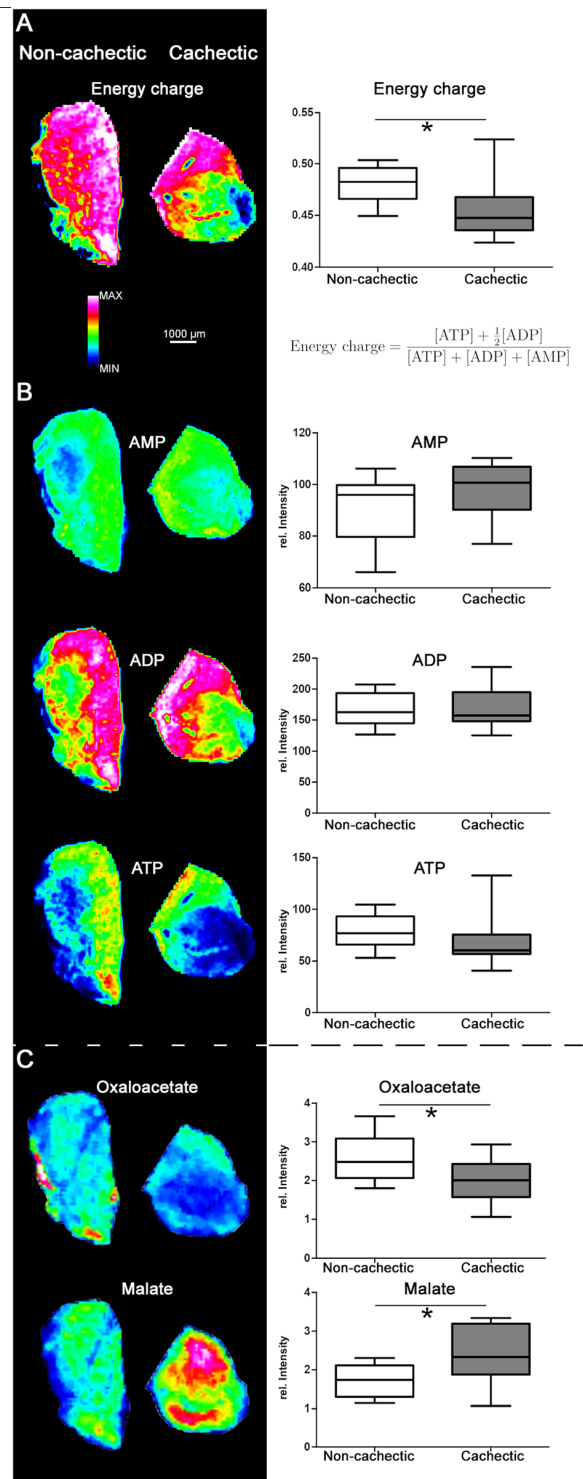 A
Non-cachectic Cachectic
Energy charge
MAX
MIN
1000 µm
Energy charge
0.55
0.50
0.45
0.40
*
Non-cachectic Cachectic
Energy charge = [ATP] + ½[ADP] / [ATP] + [ADP] + [AMP]
B
AMP
AMP
rel. Intensity
120
100
80
60
Non-cachectic Cachectic
ADP
ADP
rel. Intensity
250
200
150
100
50
0
Non-cachectic Cachectic
ATP
ATP
rel. Intensity
150
100
50
0
Non-cachectic Cachectic
C
Oxaloacetate
Oxaloacetate
rel. Intensity
4
3
2
1
0
*
Non-cachectic Cachectic
Malate
Malate
rel. Intensity
4
3
2
1
0
*
Non-cachectic Cachectic